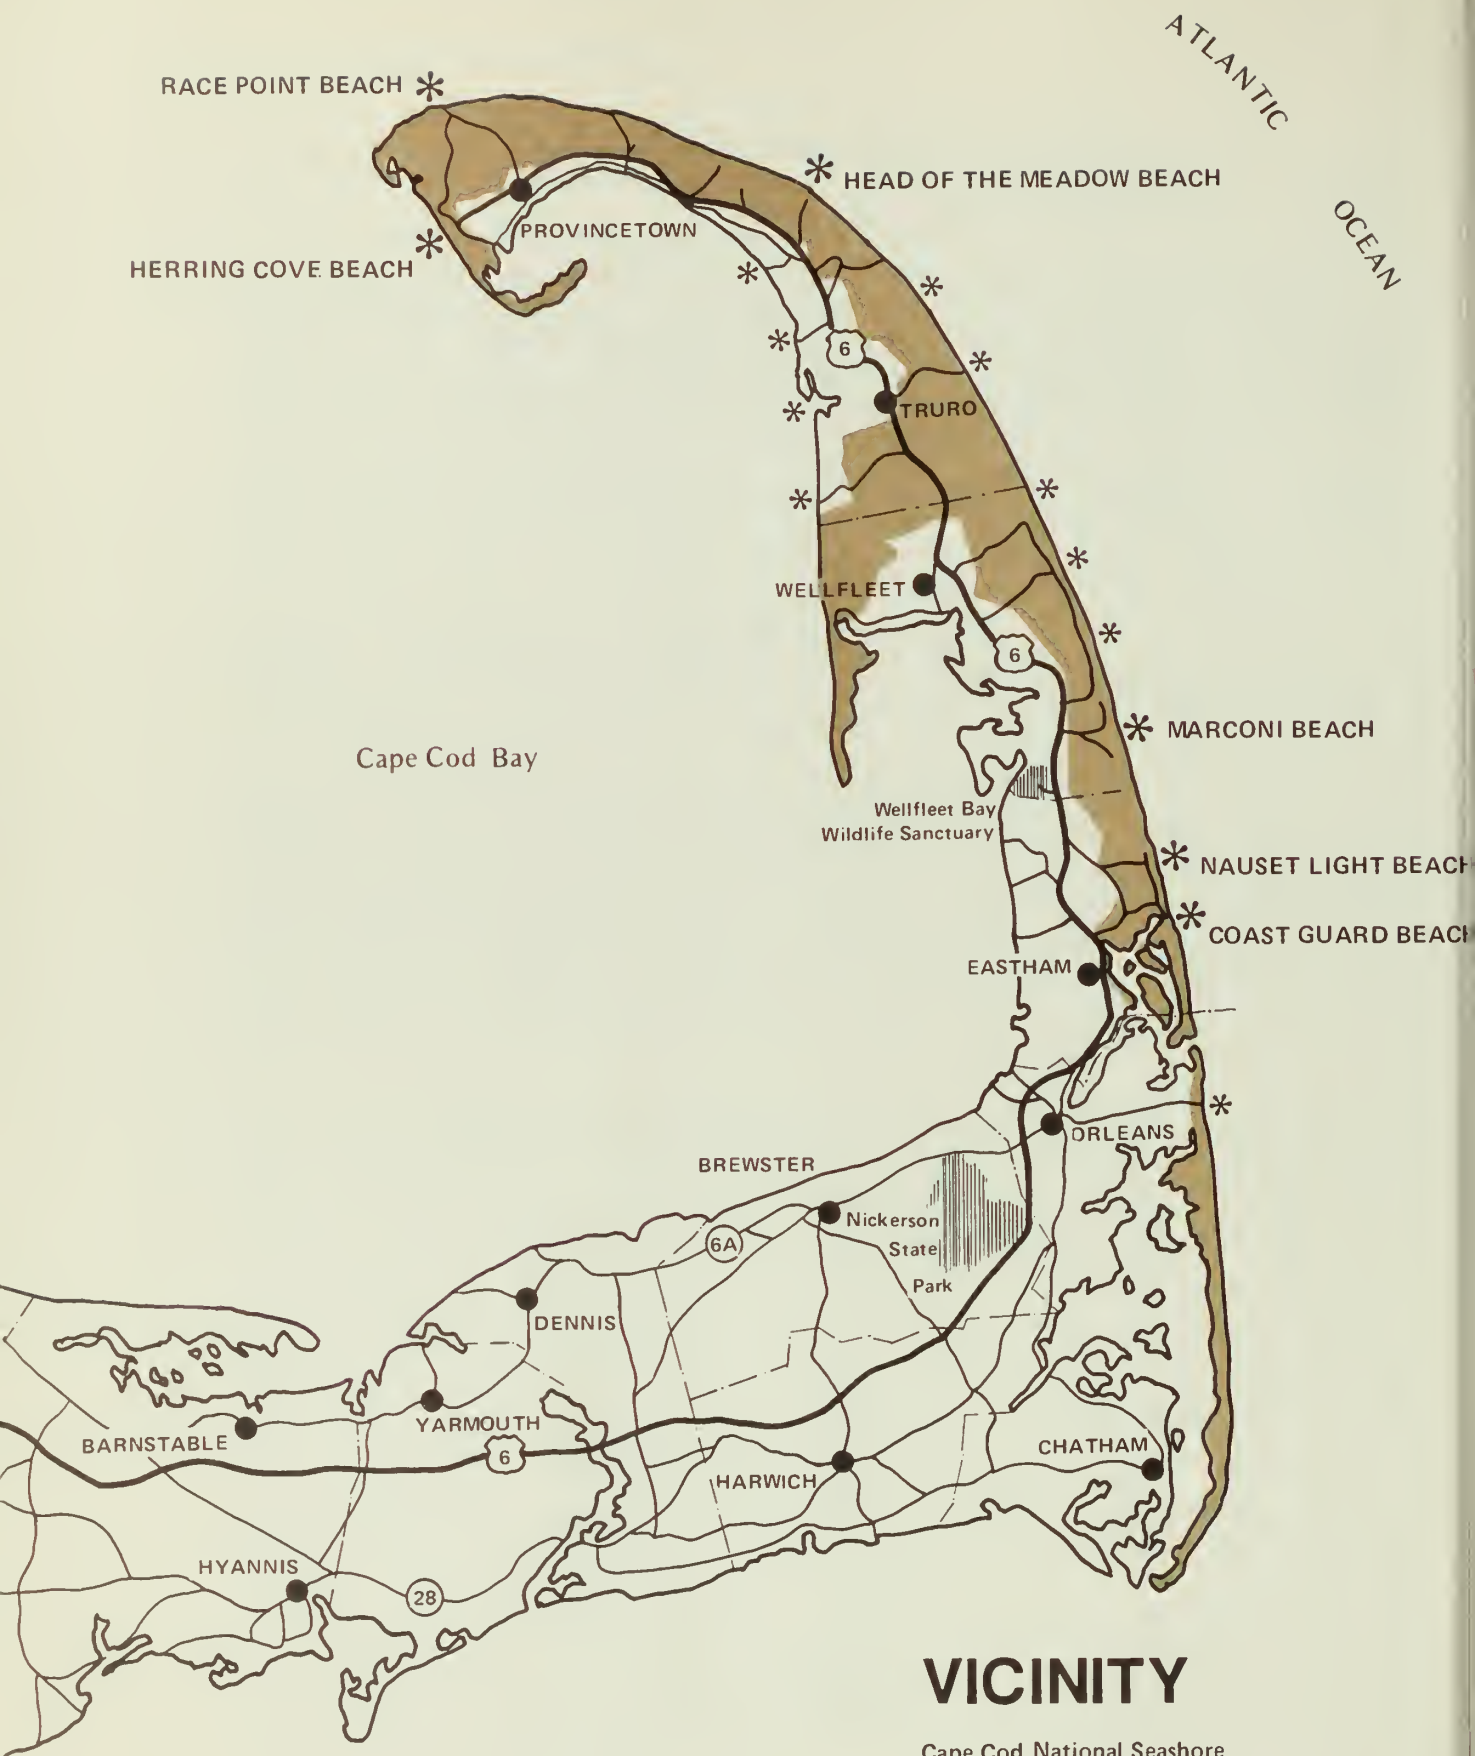 ATLANTIC
RACE POINT BEACH
HEAD OF THE MEADOW BEACH
OCEAN
PROVINCETOWN
HERRING COVE BEACH
6
TRURO
WELLFLEET
6
MARCONI BEACH
Cape Cod Bay
Wellfleet Bay
Wildlife Sanctuary
NAUSET LIGHT BEACH
COAST GUARD BEACH
EASTHAM
ORLEANS
BREWSTER
Nickerson
State
Park
6A
DENNIS
YARMOUTH
BARNSTABLE
6
HARWICH
CHATHAM
HYANNIS
28
VICINITY
Cape Cod National Seashore